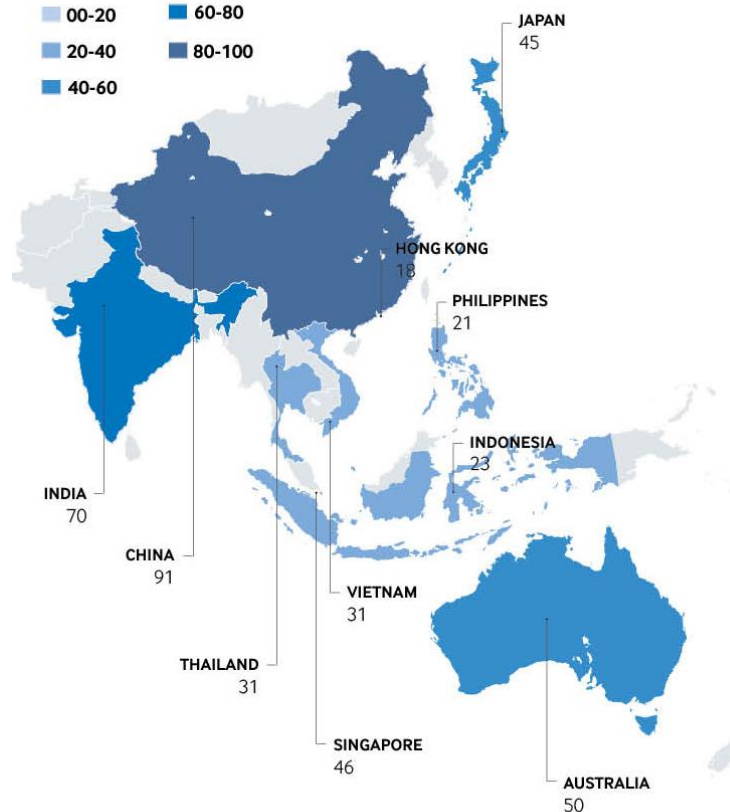 00-20
60-80
20-40
80-100
40-60
JAPAN
45
HONG KONG
18
PHILIPPINES
21
INDONESIA
23
INDIA
70
CHINA
91
VIETNAM
31
THAILAND
31
SINGAPORE
46
AUSTRALIA
50